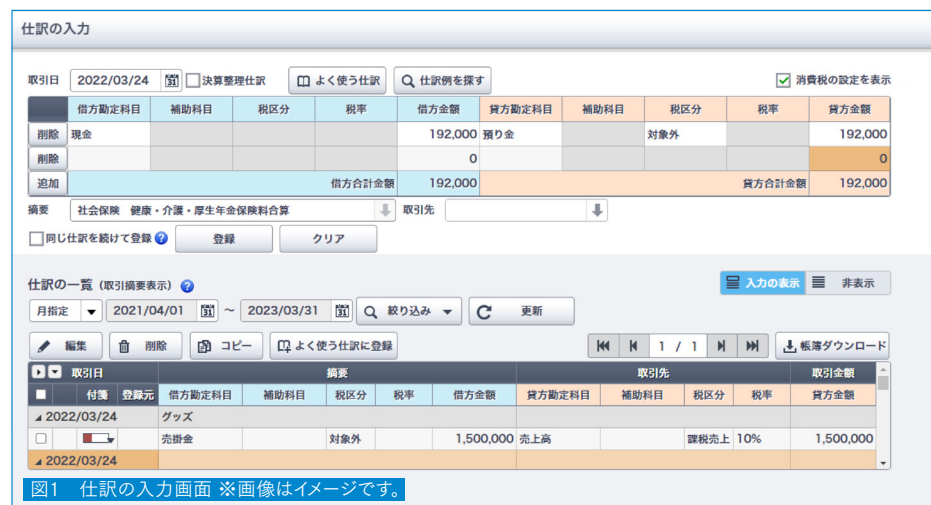 仕訳の入力
取引日 2022/03/24 31 決算整理仕訳 よく使う仕訳 仕訳例を探す 消費税の設定を表示
借方勘定科目 補助科目 税区分 税率 借方金額 貸方勘定科目 補助科目 税区分 税率 貸方金額
削除 現金 192,000 預り金 対象外 192,000
削除 0 0
追加 借方合計金額 192,000 貸方合計金額 192,000
摘要 社会保険 健康・介護・厚生年金保険料合算 取引先
同じ仕訳を続けて登録 ? 登録 クリア
仕訳の一覧（取引摘要表示） ? 入力の表示 非表示
月指定 2021/04/01 31 ～ 2023/03/31 31 絞り込み 更新
編集 削除 コピー よく使う仕訳に登録 1 / 1 帳簿ダウンロード
取引日 摘要 取引先 取引金額
付箋 登録元 借方勘定科目 補助科目 税区分 税率 借方金額 貸方勘定科目 補助科目 税区分 税率 貸方金額
2022/03/24 グッズ
売掛金 対象外 1,500,000 売上高 課税売上 10% 1,500,000
2022/03/24
図1 仕訳の入力画面 ※画像はイメージです。